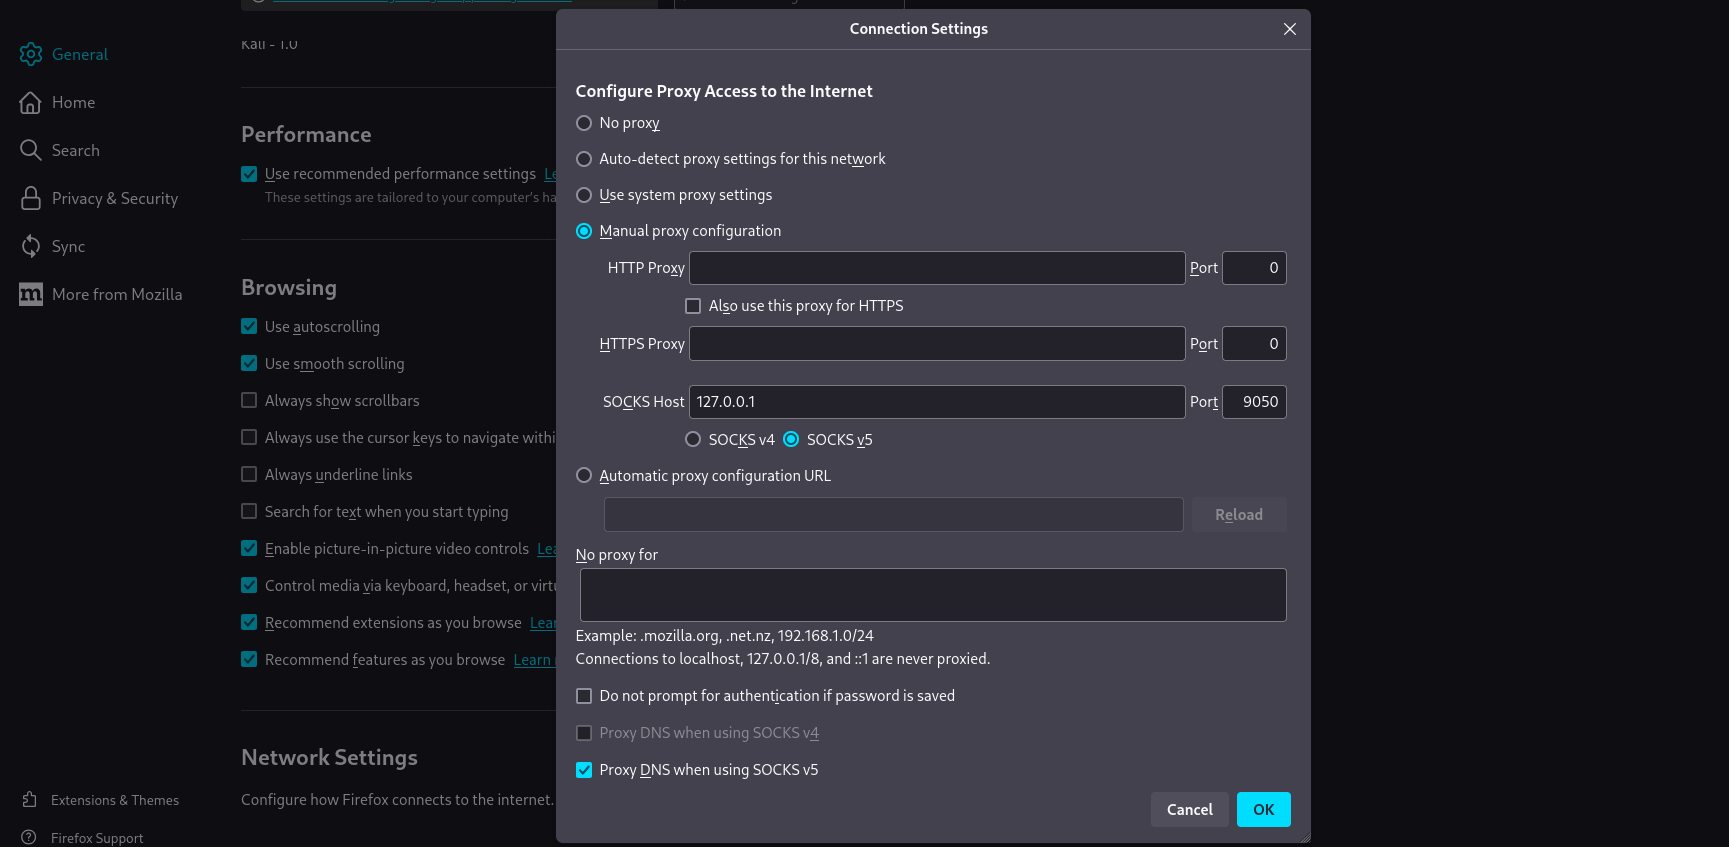 Connection Settings
Kali - 1.0
General
Home
Search
Privacy & Security
Sync
More from Mozilla
Extensions & Themes
Firefox Support
Performance
Use recommended performance settings
These settings are tailored to your computer's
Browsing
Use autoscrolling
Use smooth scrolling
Always show scrollbars
Always use the cursor keys to navigate
Always underline links
Search for text when you start typing
Enable picture-in-picture video controls
Control media via keyboard, headset, or
Recommend extensions as you browse
Recommend features as you browse Learn
Network Settings
Configure how Firefox connects to the internet.
Configure Proxy Access to the Internet
No proxy
Auto-detect proxy settings for this network
Use system proxy settings
Manual proxy configuration
HTTP Proxy Port 0
Also use this proxy for HTTPS
HTTPS Proxy Port 0
SOCKS Host 127.0.0.1 Port 9050
SOCKS v4 SOCKS v5
Automatic proxy configuration URL
Reload
No proxy for
Example: .mozilla.org, .net.nz, 192.168.1.0/24
Connections to localhost, 127.0.0.1/8, and ::1 are never proxied.
Do not prompt for authentication if password is saved
Proxy DNS when using SOCKS v4
Proxy DNS when using SOCKS v5
Cancel OK